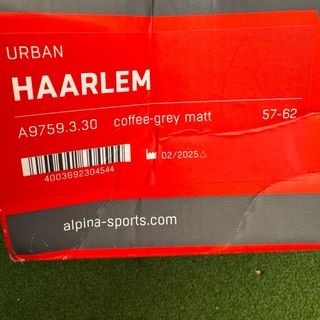 URBAN
HAARLEM
A9759.3.30 coffee-grey matt 57-62
02/2025
4003692304544
alpina-sports.com